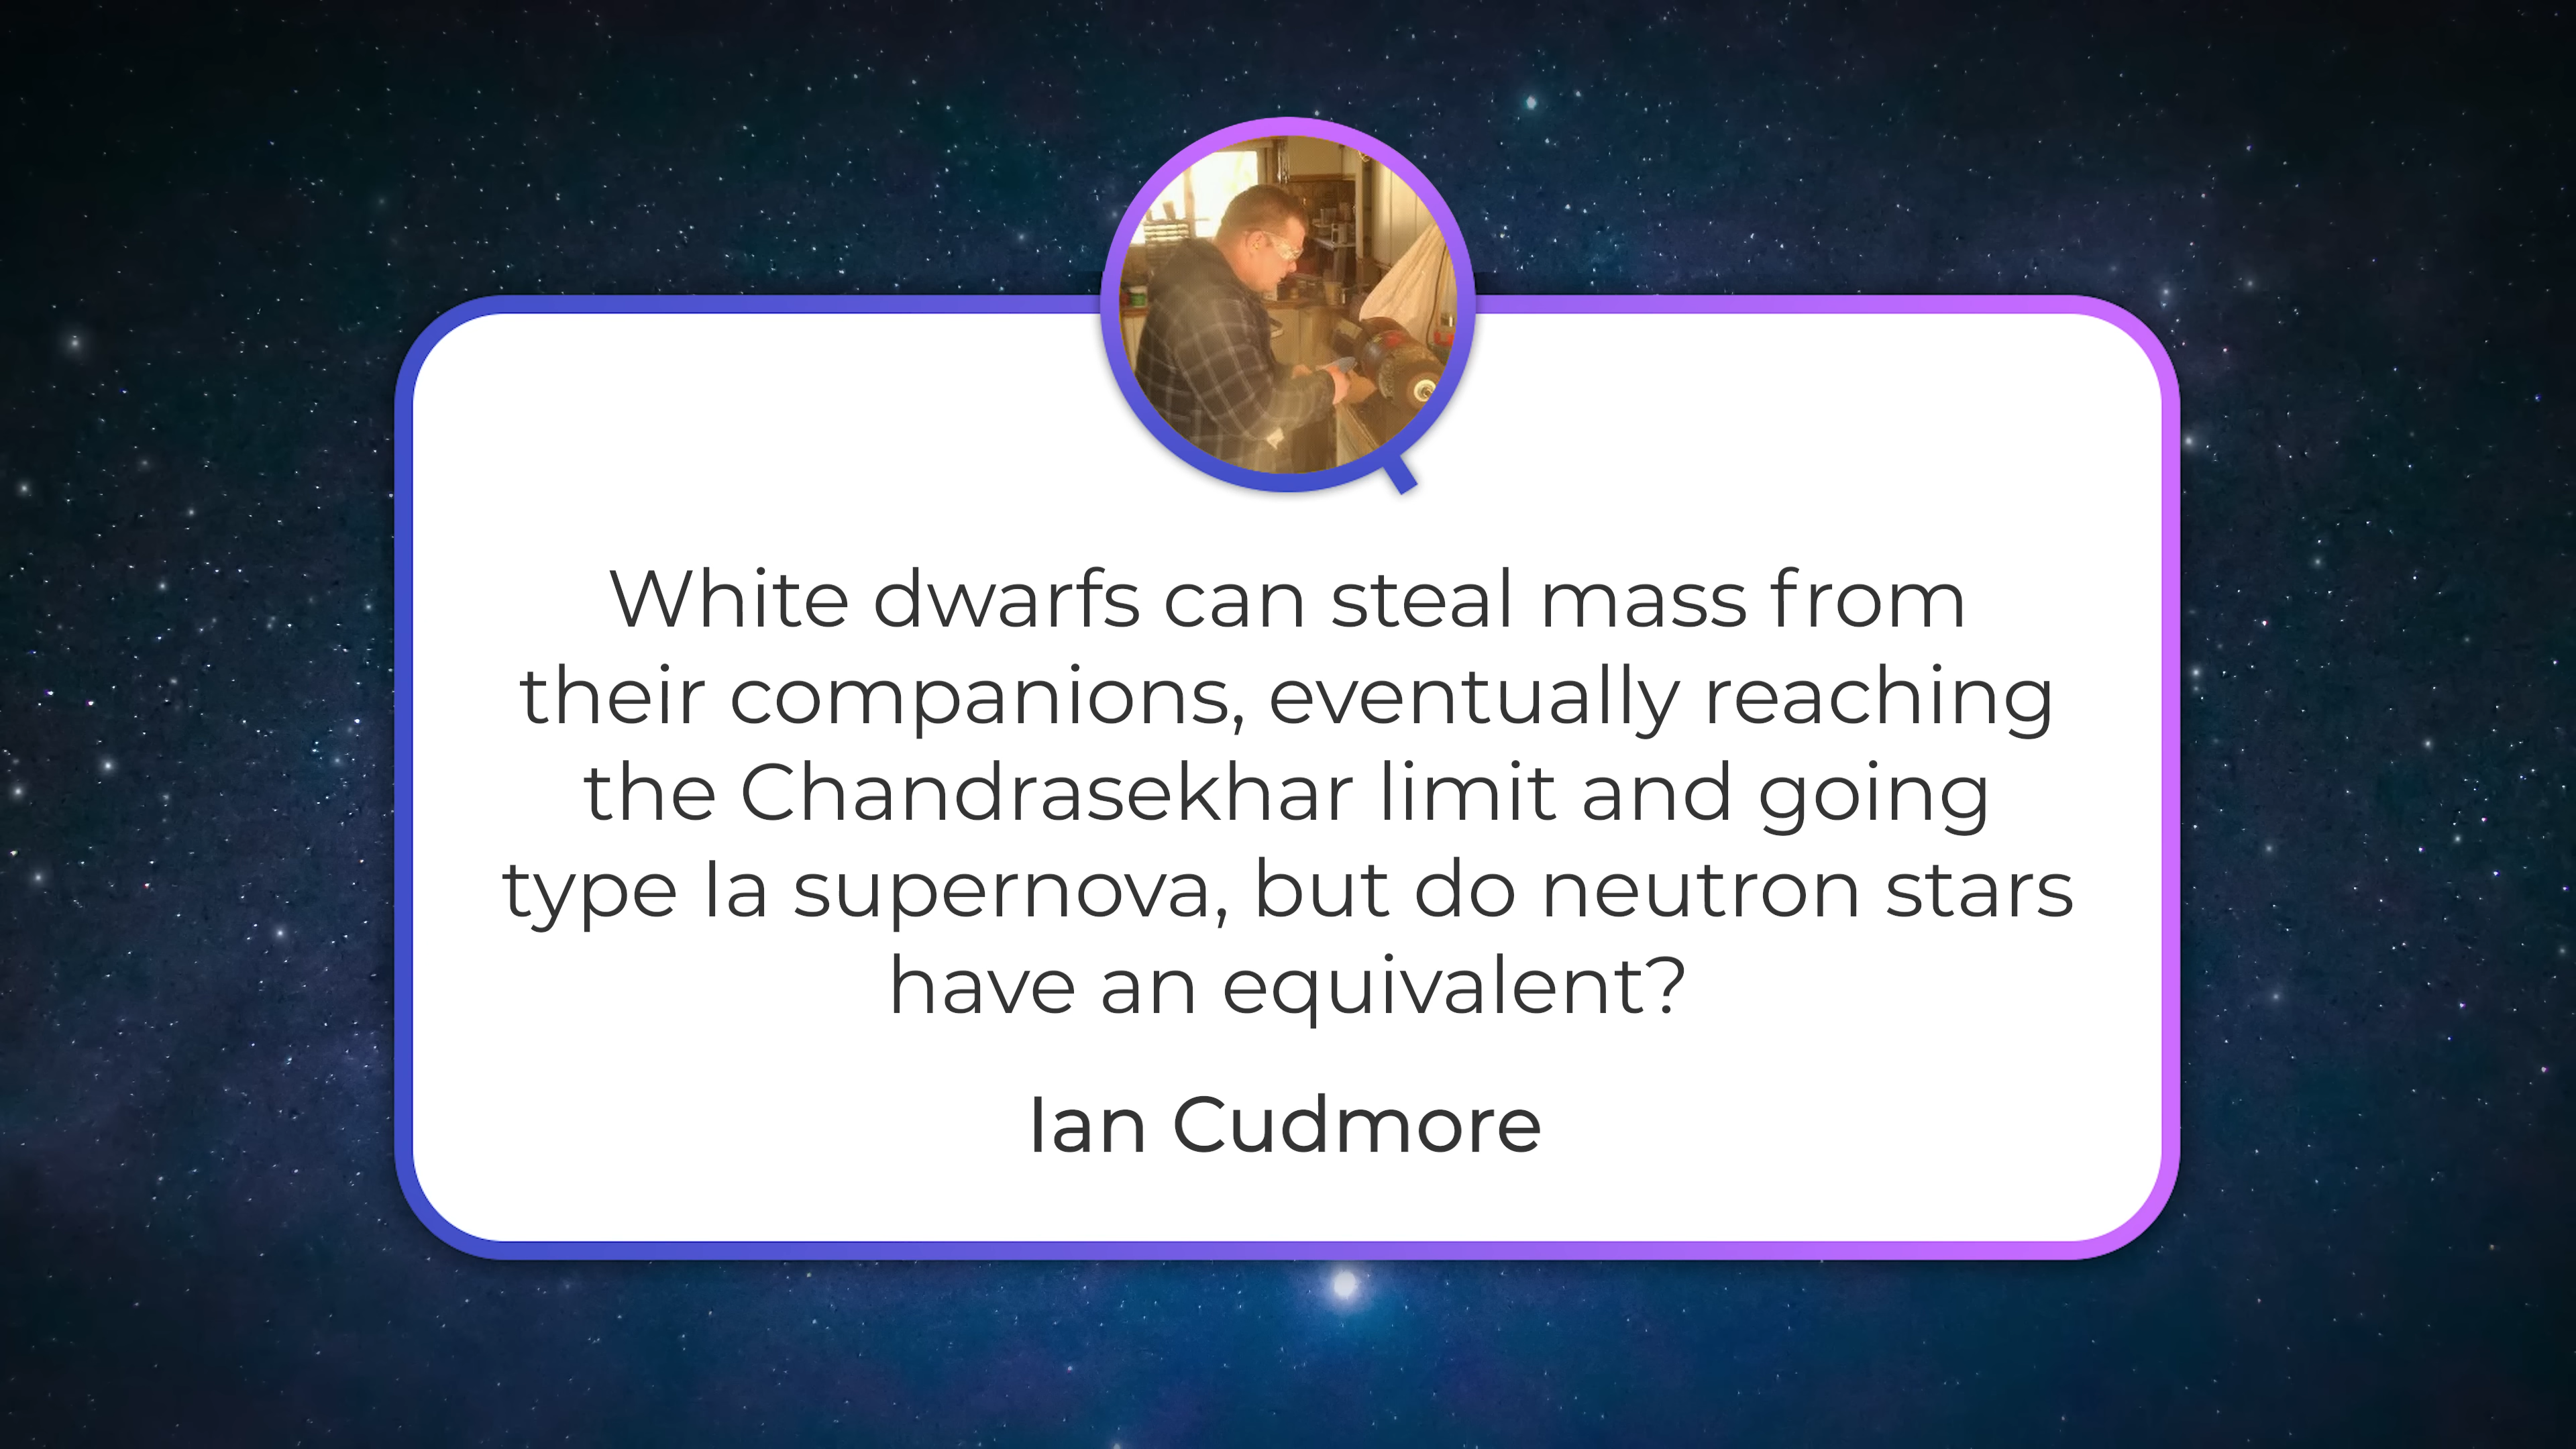 White dwarfs can steal mass from
their companions, eventually reaching
the Chandrasekhar limit and going
type Ia supernova, but do neutron stars
have an equivalent?
Ian Cudmore